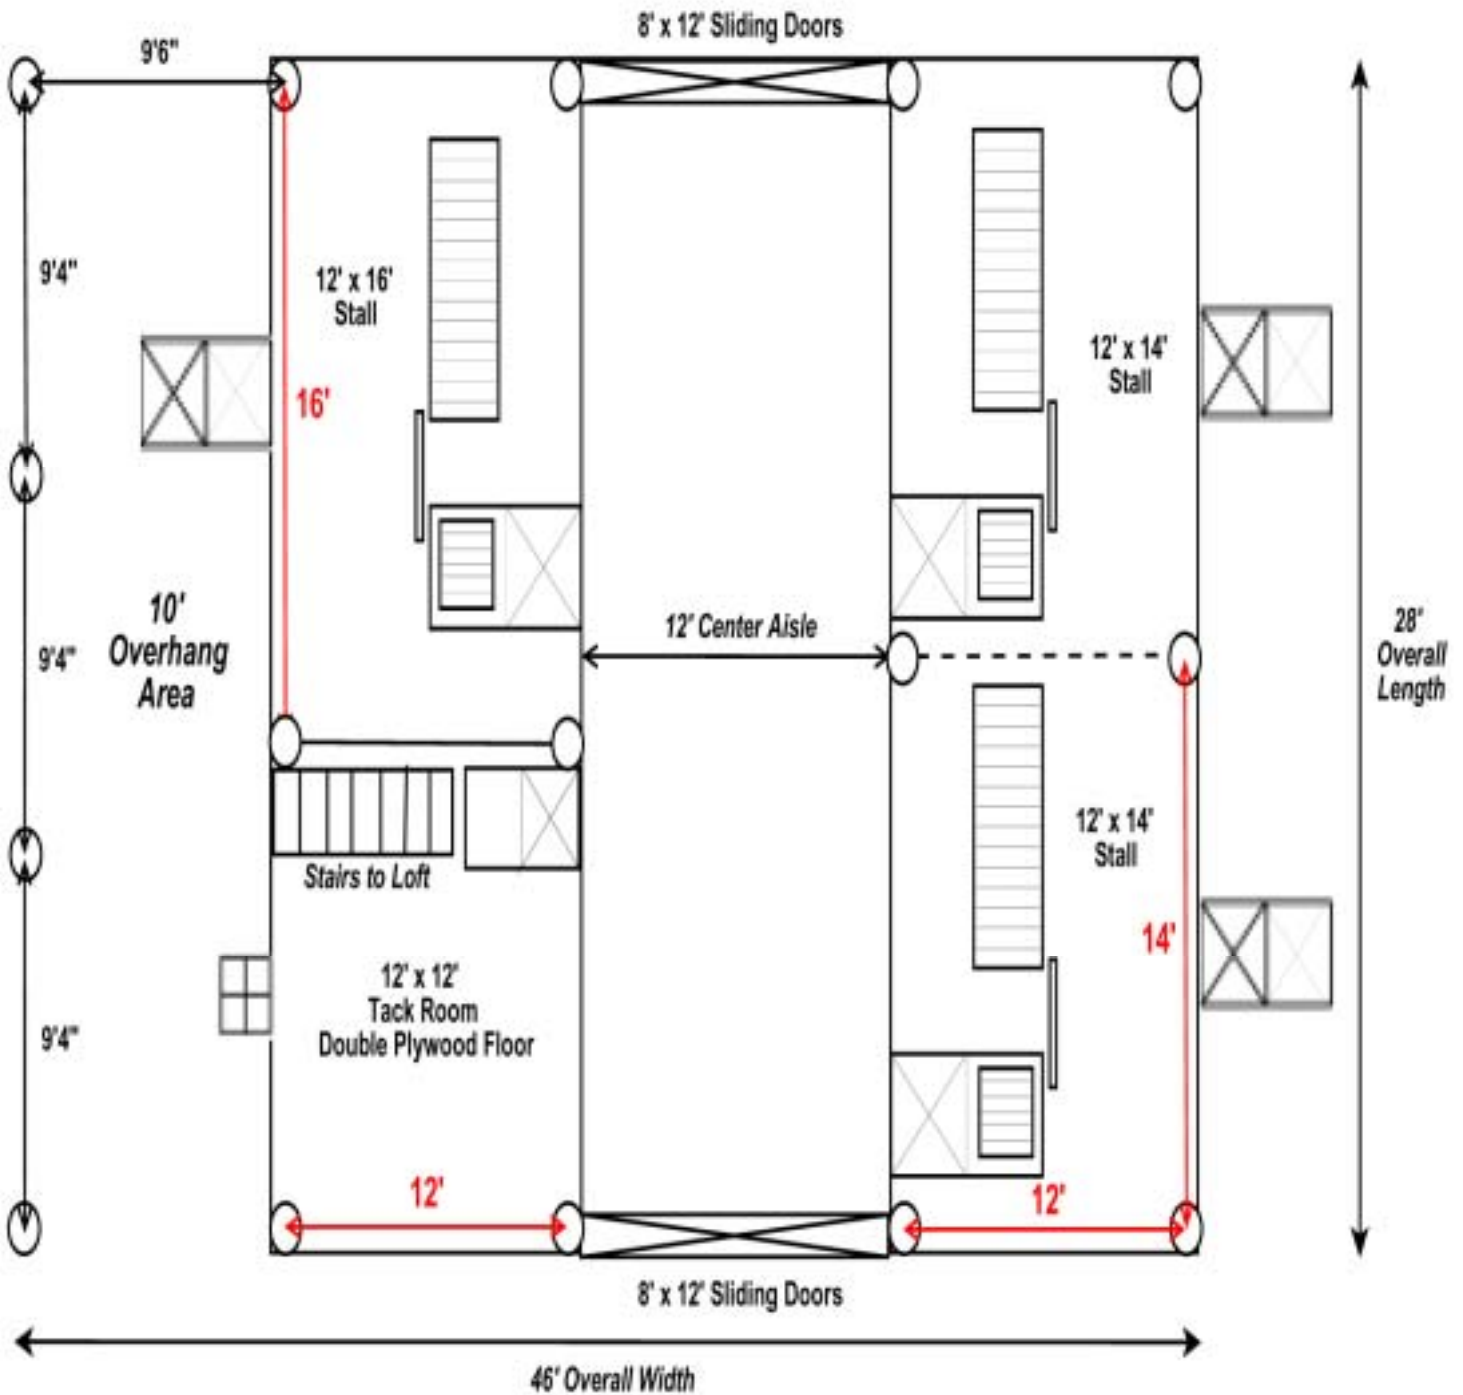 8' x 12' Sliding Doors
9'6"
9'4"
12' x 16'
Stall
16'
12' x 14'
Stall
10'
Overhang
Area
9'4"
12' Center Aisle
28'
Overall
Length
Stairs to Loft
12' x 14'
Stall
14'
12' x 12'
Tack Room
Double Plywood Floor
9'4"
12'
12'
8' x 12' Sliding Doors
46' Overall Width